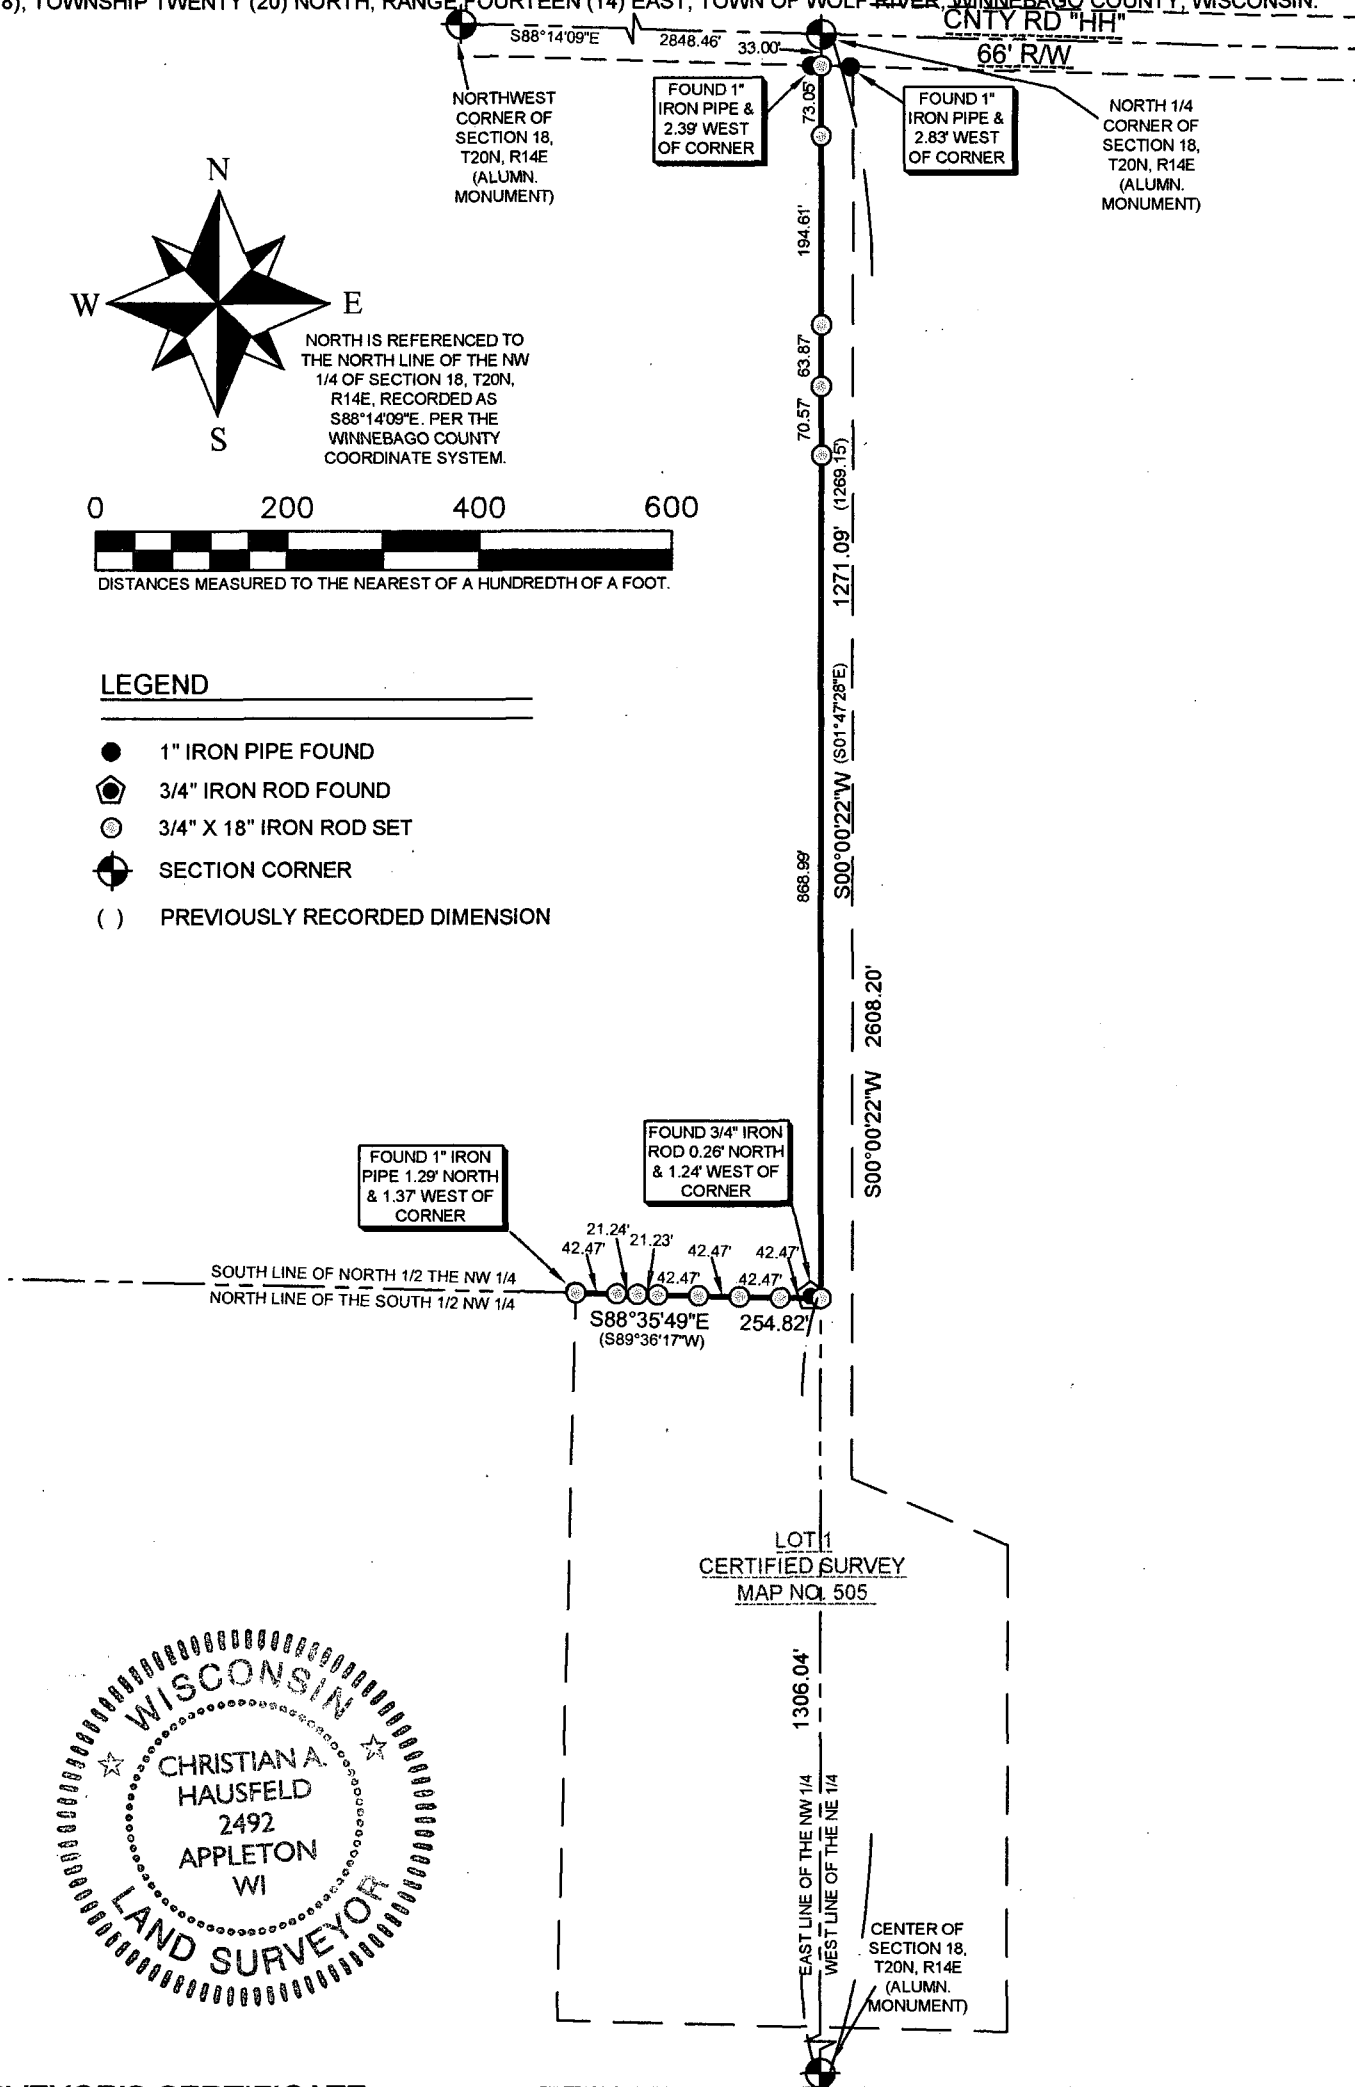 8), TOWNSHIP TWENTY (20) NORTH, RANGE FOURTEEN (14) EAST, TOWN OF WOLF RIVER, WINNEBAGO COUNTY, WISCONSIN.
CNTY RD "HH"
66' R/W
S88°14'09"E
2848.46'
33.00'
NORTHWEST
CORNER OF
SECTION 18,
T20N, R14E
(ALUMN.
MONUMENT)
FOUND 1"
IRON PIPE &
2.39' WEST
OF CORNER
73.05'
FOUND 1"
IRON PIPE &
2.83' WEST
OF CORNER
NORTH 1/4
CORNER OF
SECTION 18,
T20N, R14E
(ALUMN.
MONUMENT)
N
W
E
S
NORTH IS REFERENCED TO
THE NORTH LINE OF THE NW
1/4 OF SECTION 18, T20N,
R14E, RECORDED AS
S88°14'09"E. PER THE
WINNEBAGO COUNTY
COORDINATE SYSTEM.
194.61'
63.87'
70.57'
0 200 400 600
DISTANCES MEASURED TO THE NEAREST OF A HUNDREDTH OF A FOOT.
1271.09' (1269.15')
S00°00'22"W (S01°47'28"E)
868.99'
S00°00'22"W 2608.20'
LEGEND
1" IRON PIPE FOUND
3/4" IRON ROD FOUND
3/4" X 18" IRON ROD SET
SECTION CORNER
( ) PREVIOUSLY RECORDED DIMENSION
FOUND 1" IRON
PIPE 1.29' NORTH
& 1.37' WEST OF
CORNER
FOUND 3/4" IRON
ROD 0.26' NORTH
& 1.24' WEST OF
CORNER
21.24'
21.23'
42.47'
42.47'
42.47'
42.47'
42.47'
SOUTH LINE OF NORTH 1/2 THE NW 1/4
NORTH LINE OF THE SOUTH 1/2 NW 1/4
S88°35'49"E 254.82'
(S89°36'17"W)
LOT 1
CERTIFIED SURVEY
MAP NO. 505
1306.04'
EAST LINE OF THE NW 1/4
WEST LINE OF THE NE 1/4
WISCONSIN
CHRISTIAN A.
HAUSFELD
2492
APPLETON
WI
LAND SURVEYOR
CENTER OF
SECTION 18,
T20N, R14E
(ALUMN.
MONUMENT)